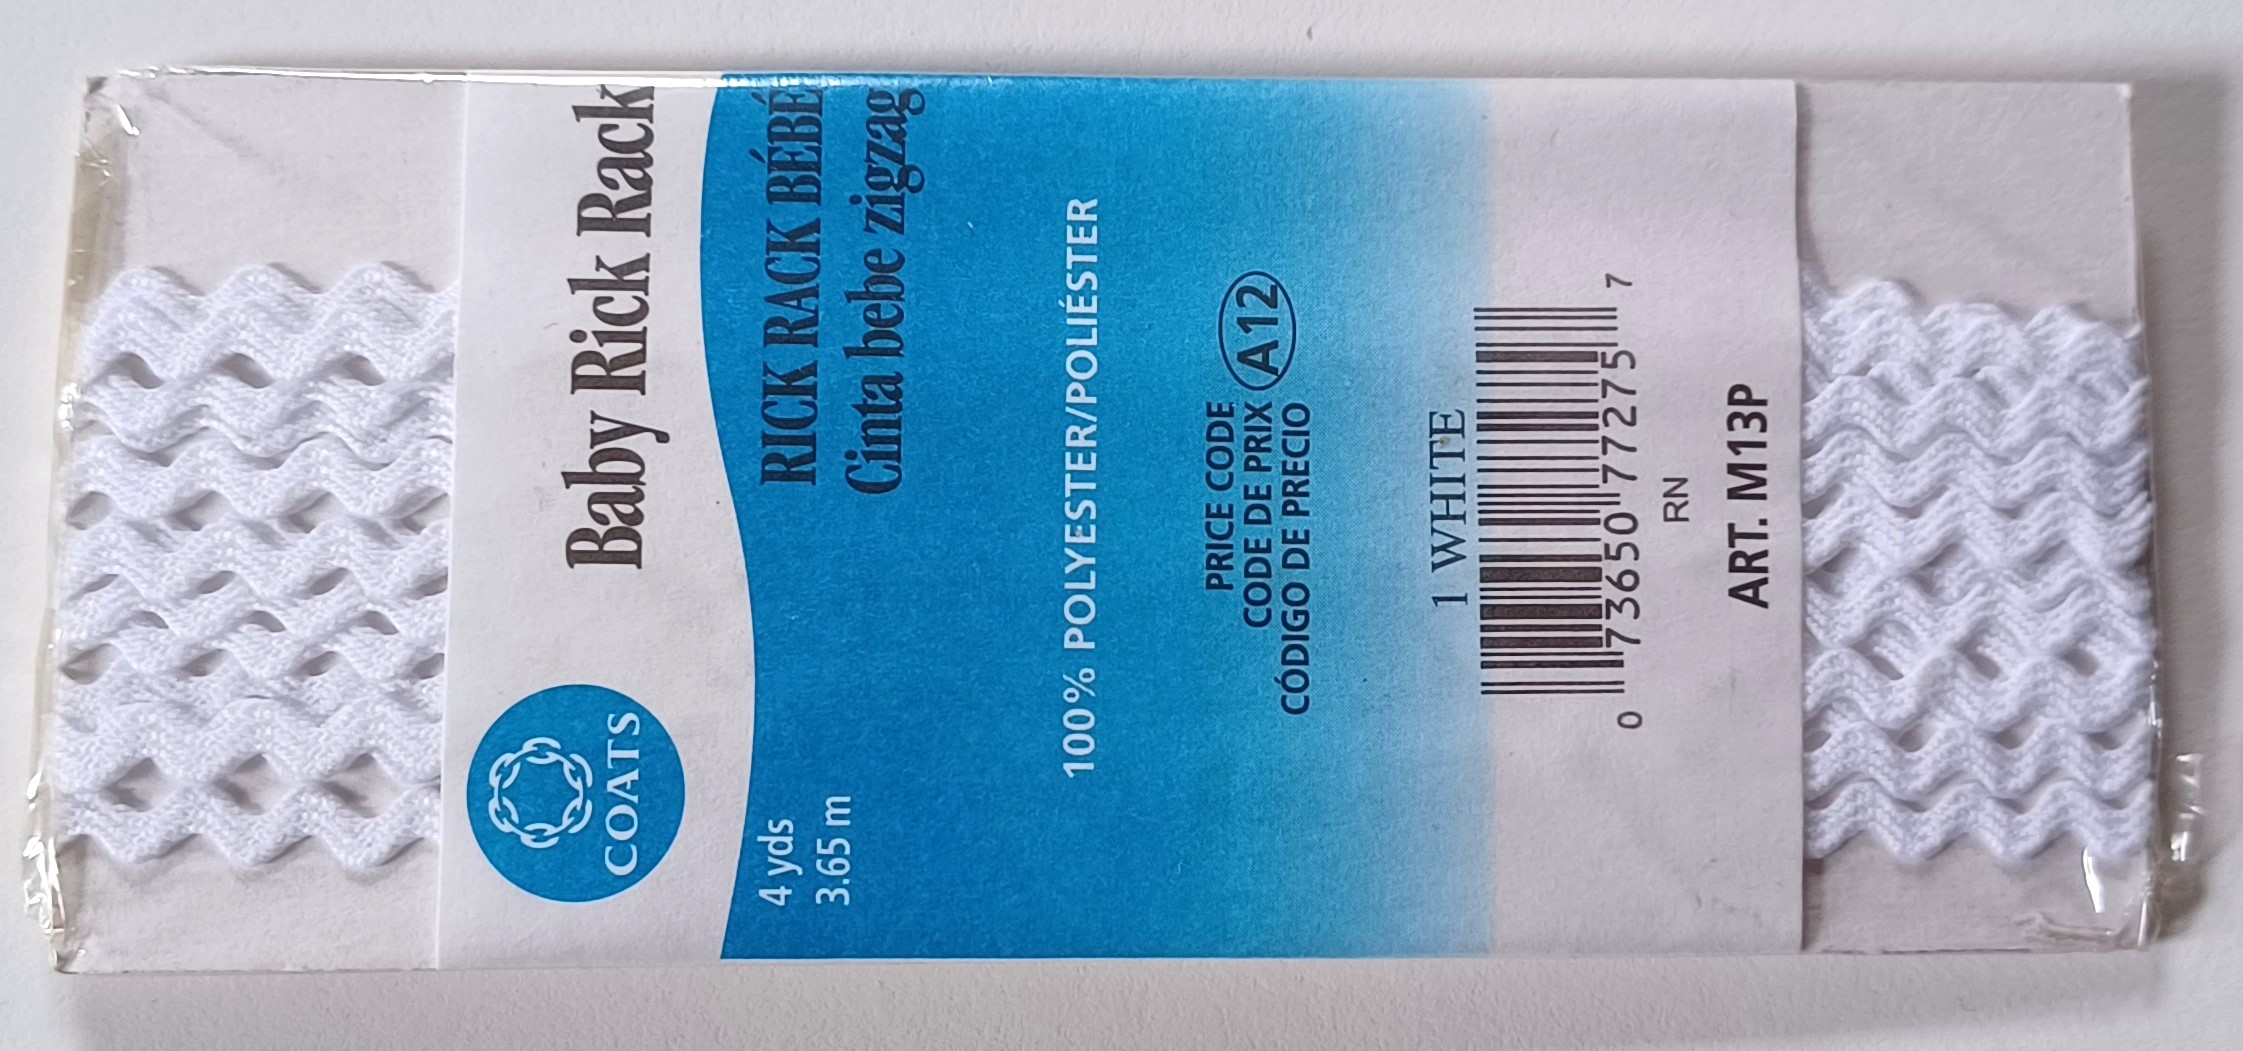 COATS
Baby Rick Rack
RICK RACK BÉBÉ
Cinta bebe zigzag
4 yds
3.65 m
100% POLYESTER/POLIÉSTER
PRICE CODE
CODE DE PRIX
CÓDIGO DE PRECIO
A12
1 WHITE
0 73650 77275 7
RN
ART. M13P